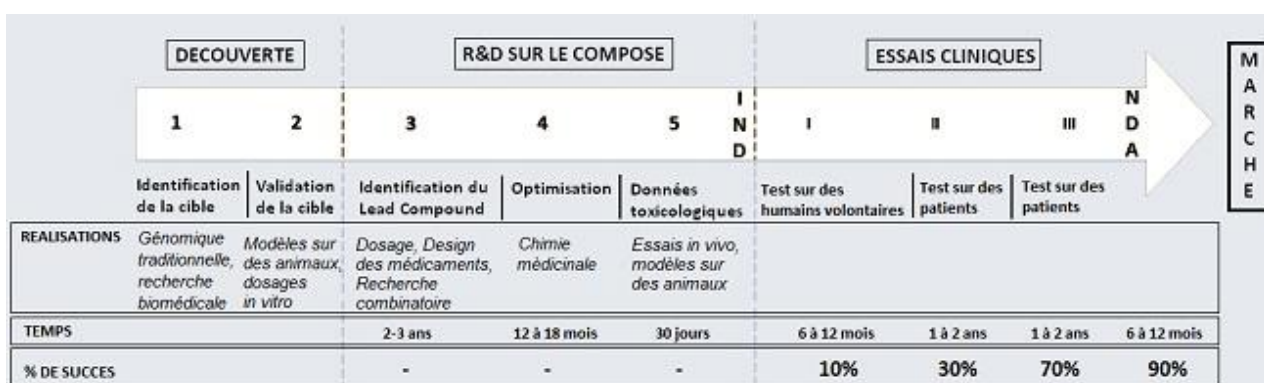 DECOUVERTE R&D SUR LE COMPOSE ESSAIS CLINIQUES
MARCHE
1 2 3 4 5 IND I II III NDA
Identification de la cible
Validation de la cible
Identification du Lead Compound
Optimisation
Données toxicologiques
Test sur des humains volontaires
Test sur des patients
Test sur des patients
REALISATIONS
Génomique traditionnelle, recherche biomédicale
Modèles sur des animaux, dosages in vitro
Dosage, Design des médicaments, Recherche combinatoire
Chimie médicinale
Essais in vivo, modèles sur des animaux
TEMPS 2-3 ans 12 à 18 mois 30 jours 6 à 12 mois 1 à 2 ans 1 à 2 ans 6 à 12 mois
% DE SUCCES - - - 10% 30% 70% 90%